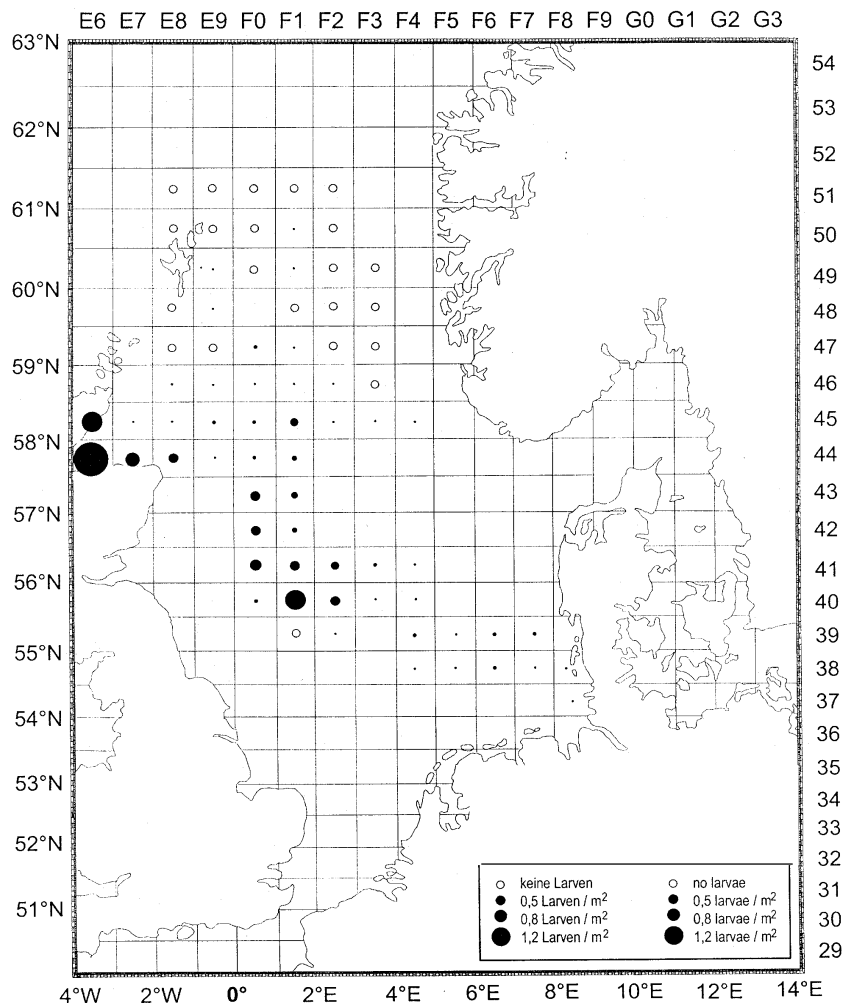 E6 E7 E8 E9 F0 F1 F2 F3 F4 F5 F6 F7 F8 F9 G0 G1 G2 G3
63°N
54
53
62°N
52
51
61°N
50
60°N
49
48
59°N
47
46
45
58°N
44
43
57°N
42
41
56°N
40
39
55°N
38
37
54°N
36
35
53°N
34
33
52°N
32
31
51°N
30
29
keine Larven
0,5 Larven / m²
0,8 Larven / m²
1,2 Larven / m²
no larvae
0,5 larvae / m²
0,8 larvae / m²
1,2 larvae / m²
4°W 2°W 0° 2°E 4°E 6°E 8°E 10°E 12°E 14°E